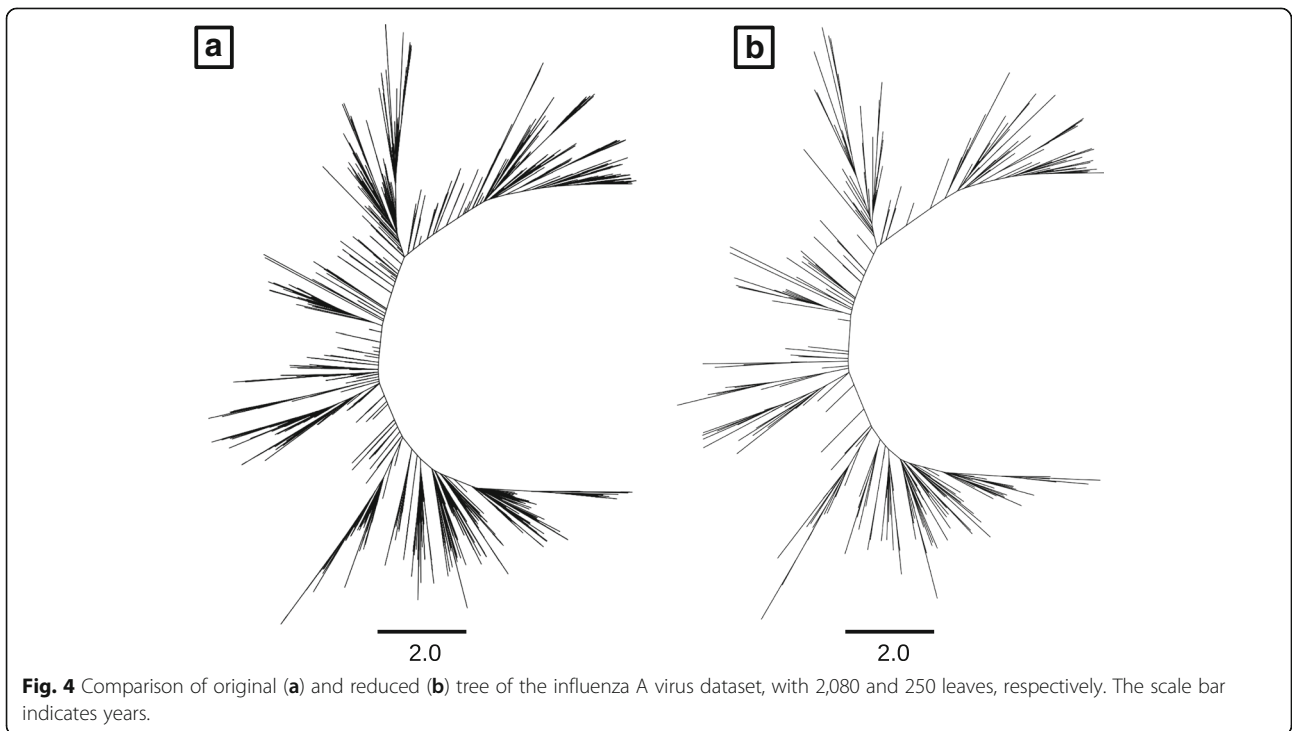 a
b
2.0
2.0
Fig. 4 Comparison of original (a) and reduced (b) tree of the influenza A virus dataset, with 2,080 and 250 leaves, respectively. The scale bar
indicates years.